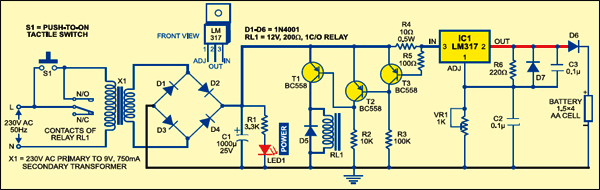 S1 = PUSH-TO-ON
TACTILE SWITCH
FRONT VIEW
LM
317
ADJ
OUT
IN
D1-D6 = 1N4001
RL1 = 12V, 200Ω, 1C/O RELAY
R4
10Ω
0.5W
R5
100Ω
IN
IC1
LM317
3
2
1
ADJ
OUT
D6
S1
X1
N/O
N/C
L
230V AC
50Hz
N
CONTACTS OF
RELAY RL1
X1 = 230V AC PRIMARY TO 9V, 750mA
SECONDARY TRANSFORMER
D1
D2
D3
D4
C1
1000µ
25V
R1
3.3K
POWER
LED1
T1
BC558
D5
RL1
T2
BC558
R2
10K
T3
BC558
R3
100K
VR1
1K
R6
220Ω
D7
C3
0.1µ
C2
0.1µ
BATTERY
1.5×4
AA CELL